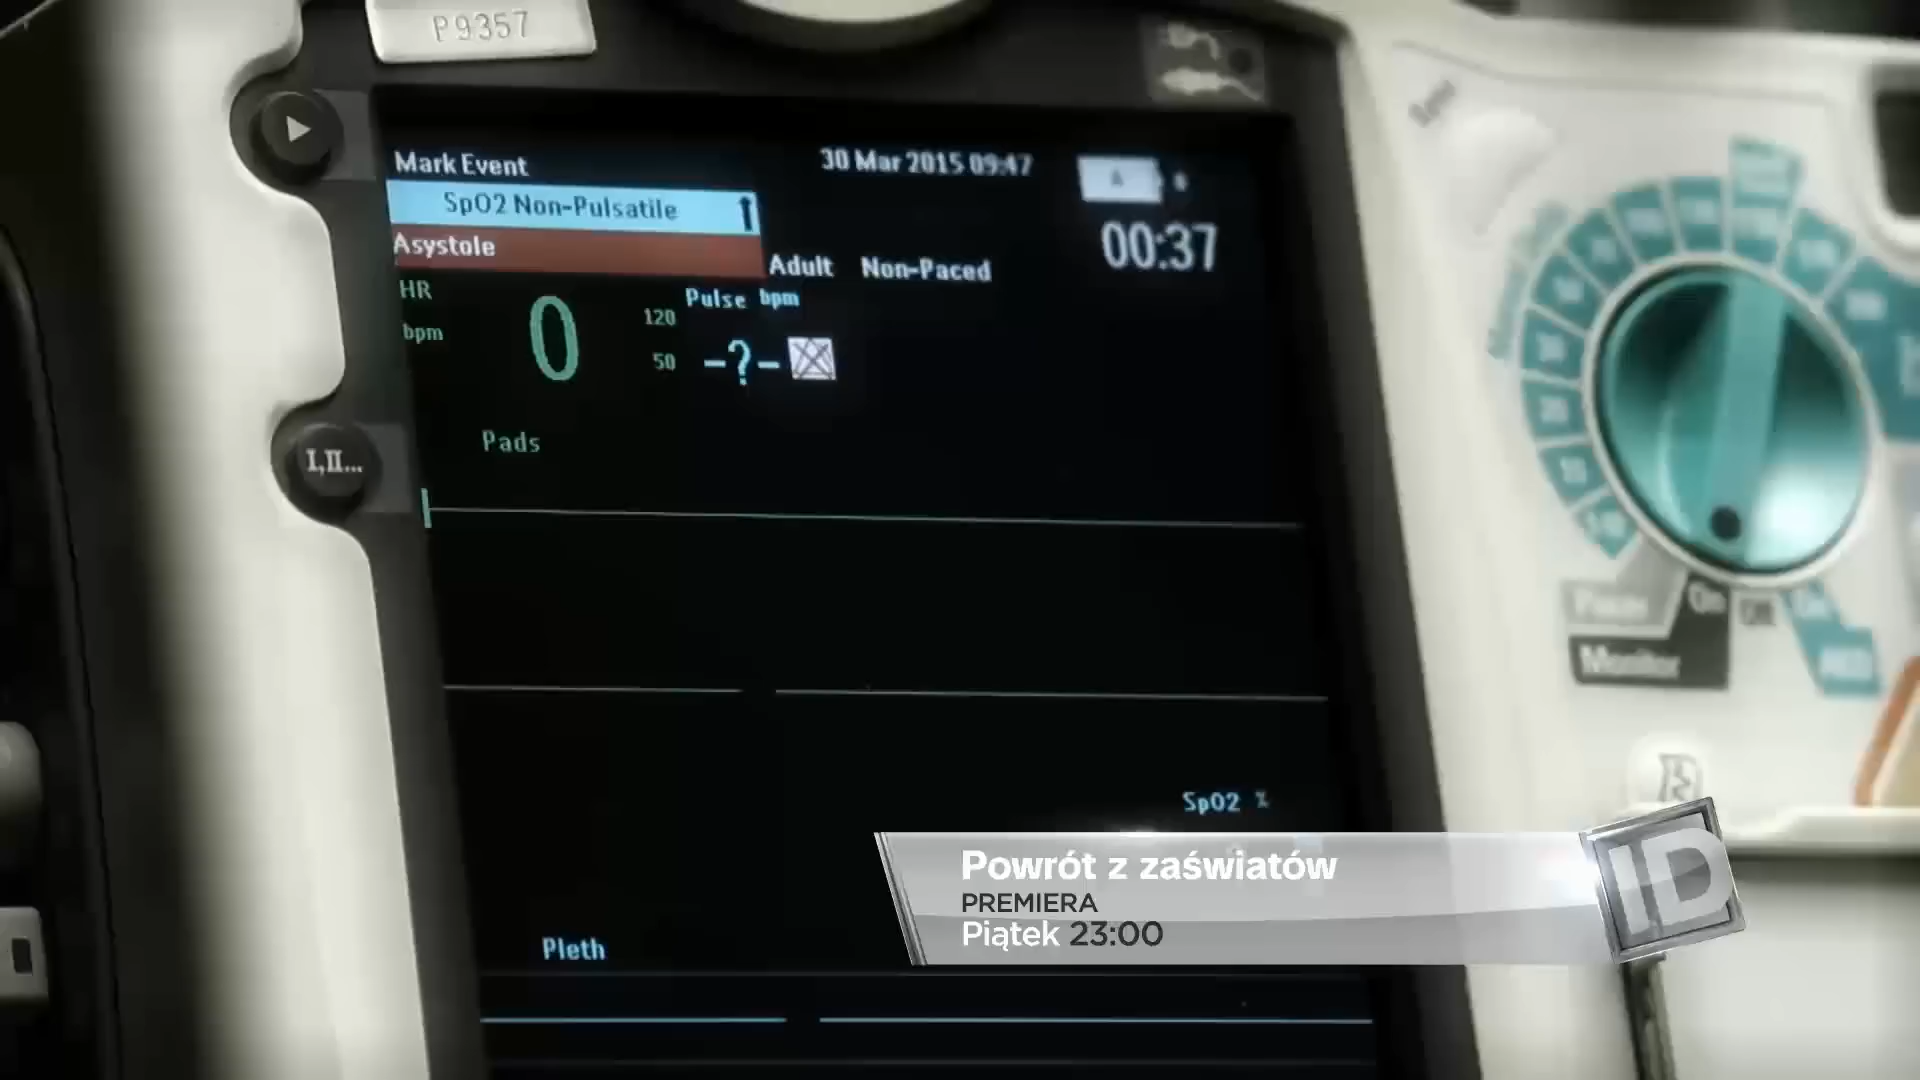 P9357
Mark Event
30 Mar 2015 09:47
SpO2 Non-Pulsatile
Asystole
00:37
Adult Non-Paced
HR
bpm
0
120
50
Pulse bpm
-?-
I,II...
Pads
Monitor
SpO2 %
Powrót z zaświatów
PREMIERA
Piątek 23:00
ID
Pleth